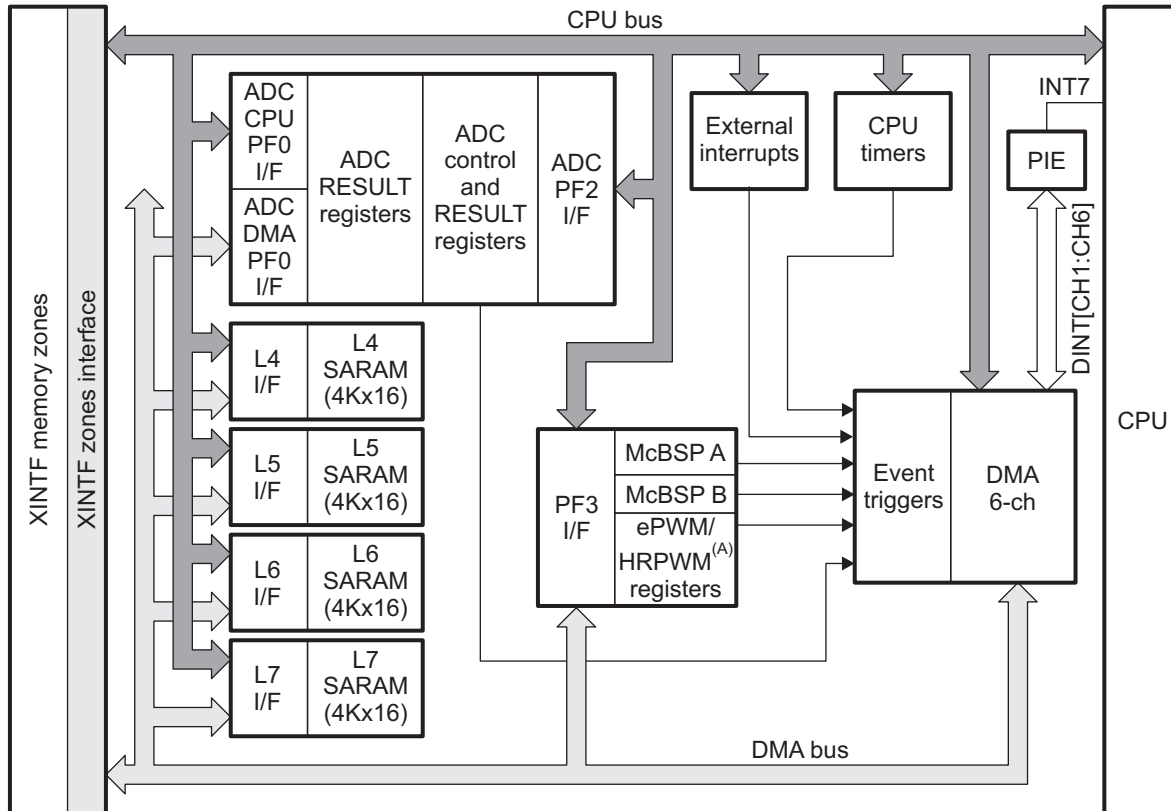 CPU bus
XINTF memory zones
XINTF zones interface
ADC
CPU
PF0
I/F
ADC
DMA
PF0
I/F
ADC
RESULT
registers
ADC
control
and
RESULT
registers
ADC
PF2
I/F
External
interrupts
CPU
timers
INT7
PIE
DINT[CH1:CH6]
CPU
L4
I/F
L4
SARAM
(4Kx16)
L5
I/F
L5
SARAM
(4Kx16)
L6
I/F
L6
SARAM
(4Kx16)
L7
I/F
L7
SARAM
(4Kx16)
PF3
I/F
McBSP A
McBSP B
ePWM/
HRPWM(A)
registers
Event
triggers
DMA
6-ch
DMA bus